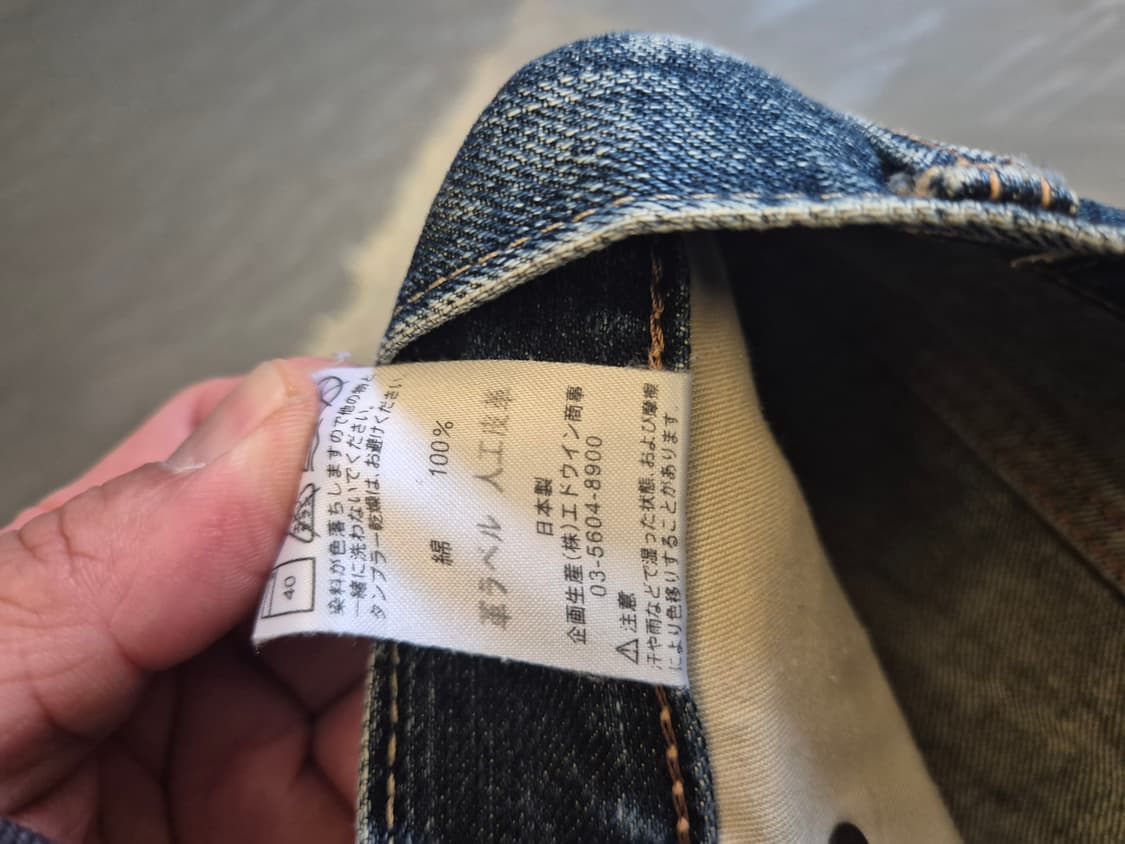 40
染料が色落ちしますので他の物と
一緒に洗わないでください。
タンブラー乾燥は、お避けください
綿 100%
革ラベル 人工皮革
日本製
企画生産(株)エドウイン商事
03-5604-8900
⚠注意
汗や雨などで湿った状態、および摩擦
により色移りすることがあります。